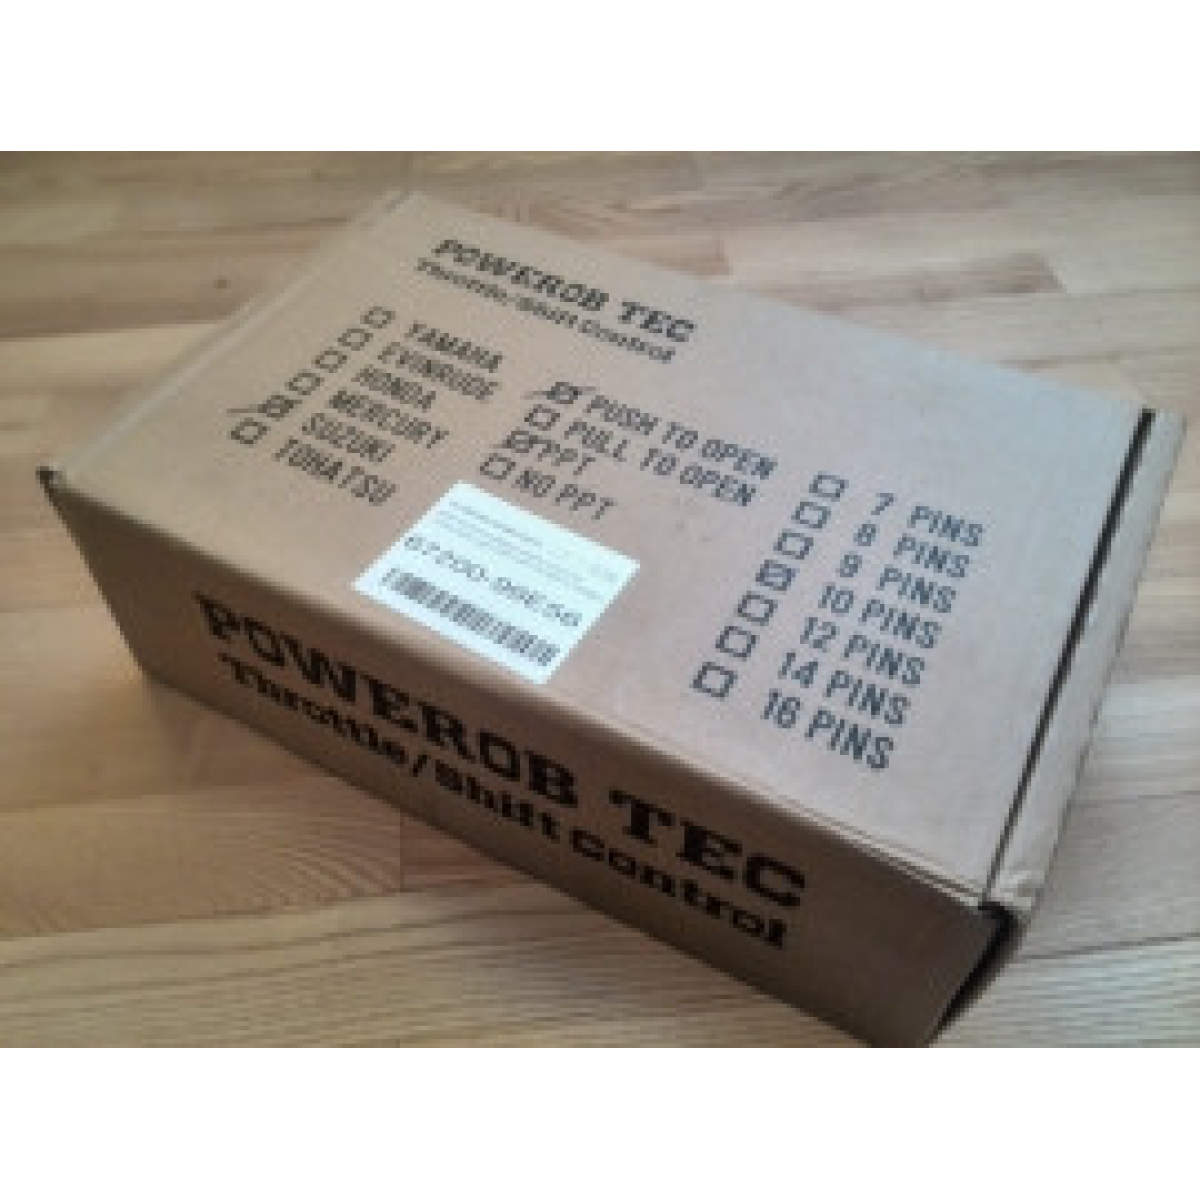 POWEROB TEC
Throttle/Shift Control
YAMAHA
EVINRUDE
HONDA
MERCURY
SUZUKI
TOHATSU
PUSH TO OPEN
PULL TO OPEN
PPT
NO PPT
7 PINS
8 PINS
9 PINS
10 PINS
12 PINS
14 PINS
16 PINS
67200-99E56
POWEROB TEC
Throttle/Shift Control